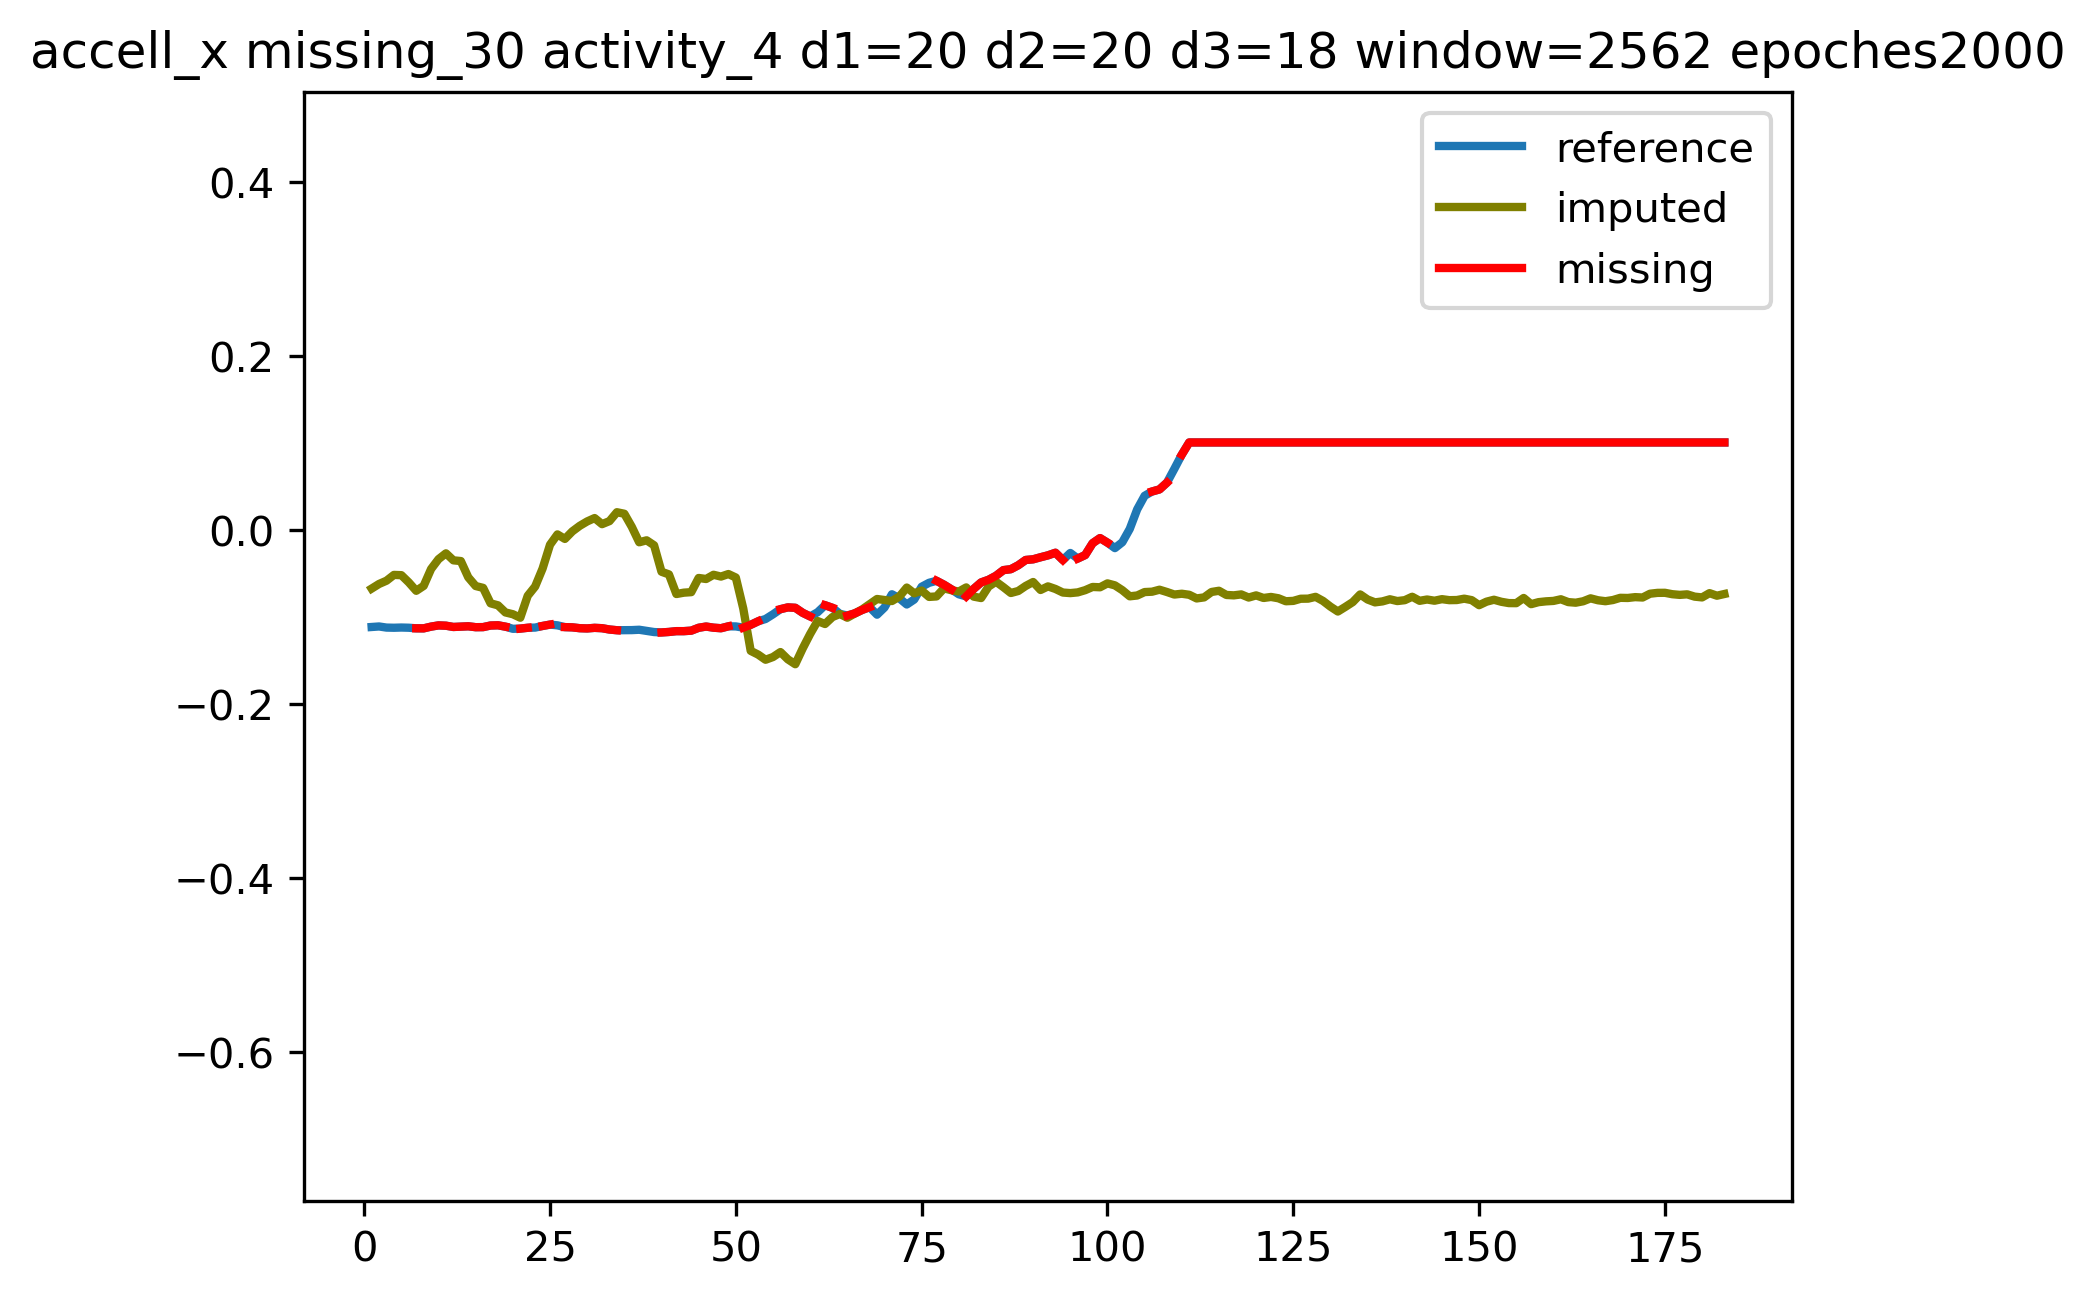 accell_x missing_30 activity_4 d1=20 d2=20 d3=18 window=2562 epoches2000
reference
imputed
missing
0.4
0.2
0.0
−0.2
−0.4
−0.6
0 25 50 75 100 125 150 175